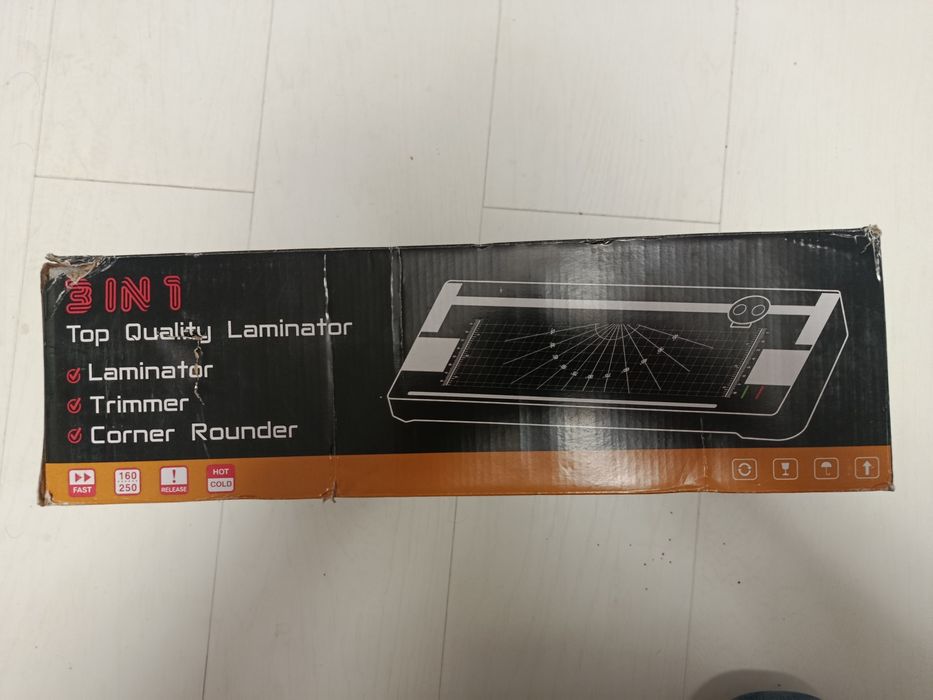 3 IN 1
Top Quality Laminator
Laminator
Trimmer
Corner Rounder
FAST
160
250
!
RELEASE
HOT
COLD